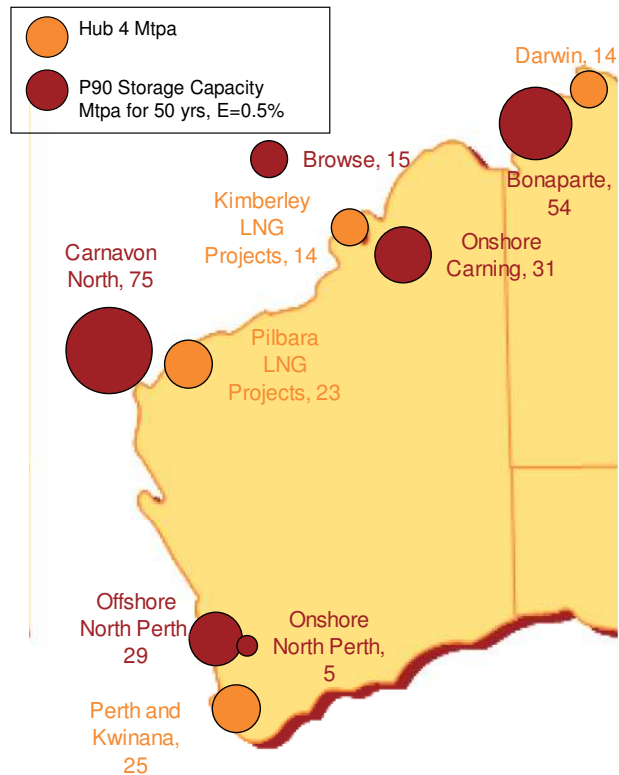 Hub 4 Mtpa
P90 Storage Capacity
Mtpa for 50 yrs, E=0.5%
Darwin, 14
Browse, 15
Bonaparte,
54
Kimberley
LNG
Projects, 14
Onshore
Carning, 31
Carnavon
North, 75
Pilbara
LNG
Projects, 23
Offshore
North Perth
29
Onshore
North Perth,
5
Perth and
Kwinana,
25